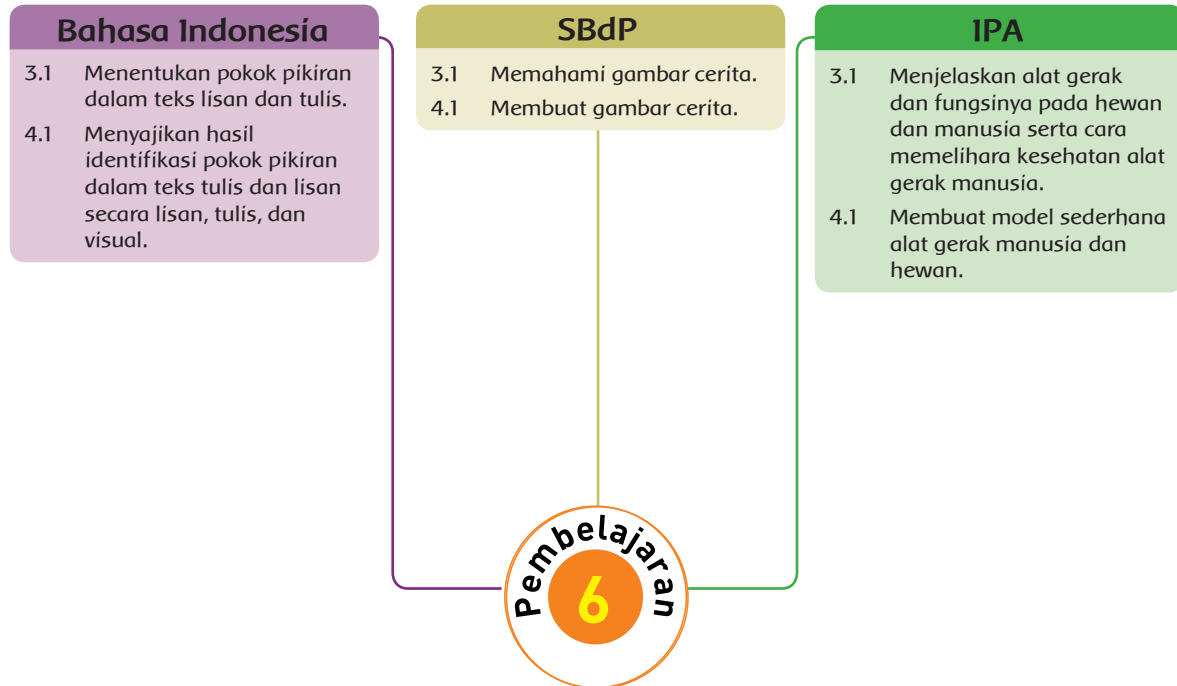 Bahasa Indonesia
3.1 Menentukan pokok pikiran
dalam teks lisan dan tulis.
4.1 Menyajikan hasil
identifikasi pokok pikiran
dalam teks tulis dan lisan
secara lisan, tulis, dan
visual.
SBdP
3.1 Memahami gambar cerita.
4.1 Membuat gambar cerita.
IPA
3.1 Menjelaskan alat gerak
dan fungsinya pada hewan
dan manusia serta cara
memelihara kesehatan alat
gerak manusia.
4.1 Membuat model sederhana
alat gerak manusia dan
hewan.
Pembelajaran
6